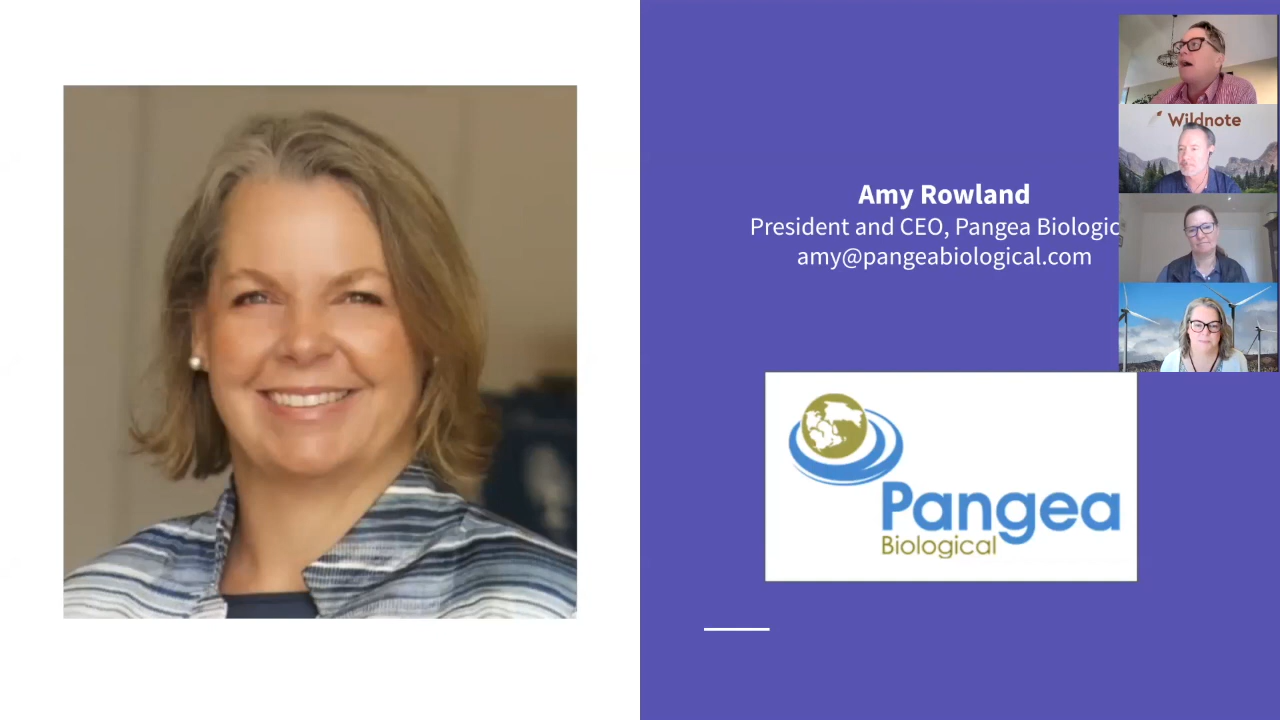 Amy Rowland
President and CEO, Pangea Biologic
amy@pangeabiological.com
Wildnote
Pangea
Biological